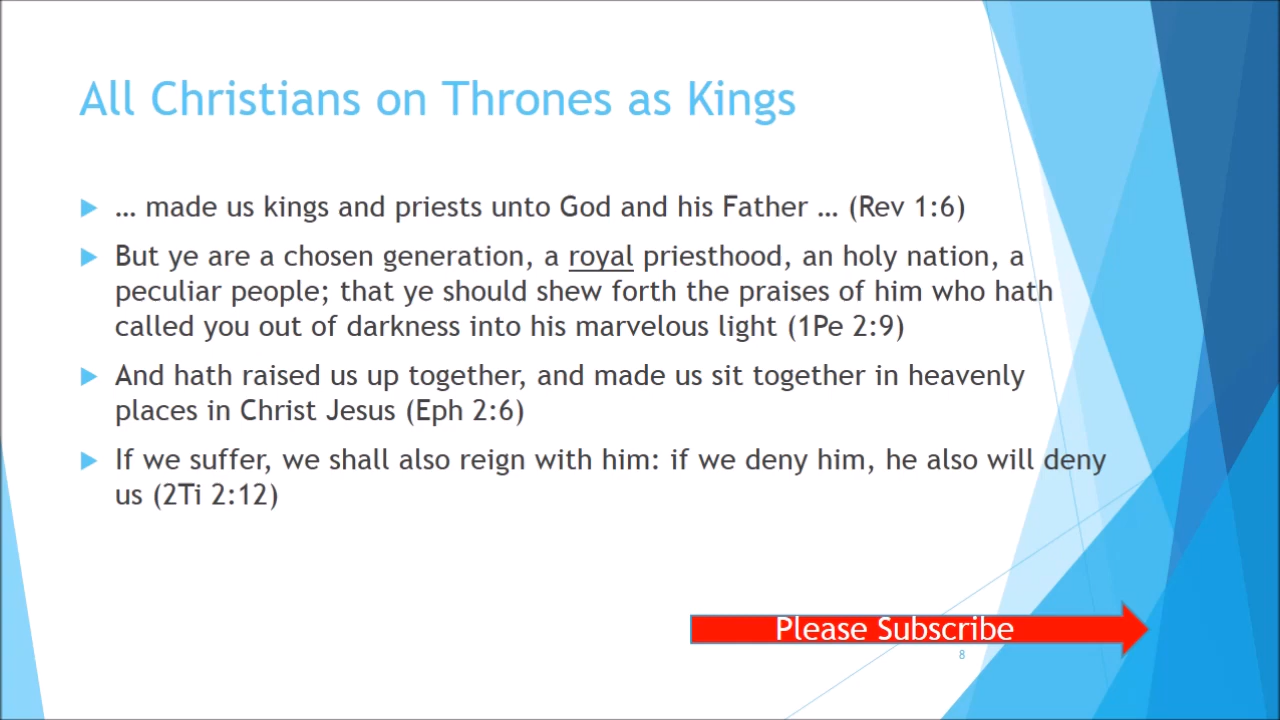 All Christians on Thrones as Kings
… made us kings and priests unto God and his Father … (Rev 1:6)
But ye are a chosen generation, a royal priesthood, an holy nation, a
peculiar people; that ye should shew forth the praises of him who hath
called you out of darkness into his marvelous light (1Pe 2:9)
And hath raised us up together, and made us sit together in heavenly
places in Christ Jesus (Eph 2:6)
If we suffer, we shall also reign with him: if we deny him, he also will deny
us (2Ti 2:12)
Please Subscribe
8